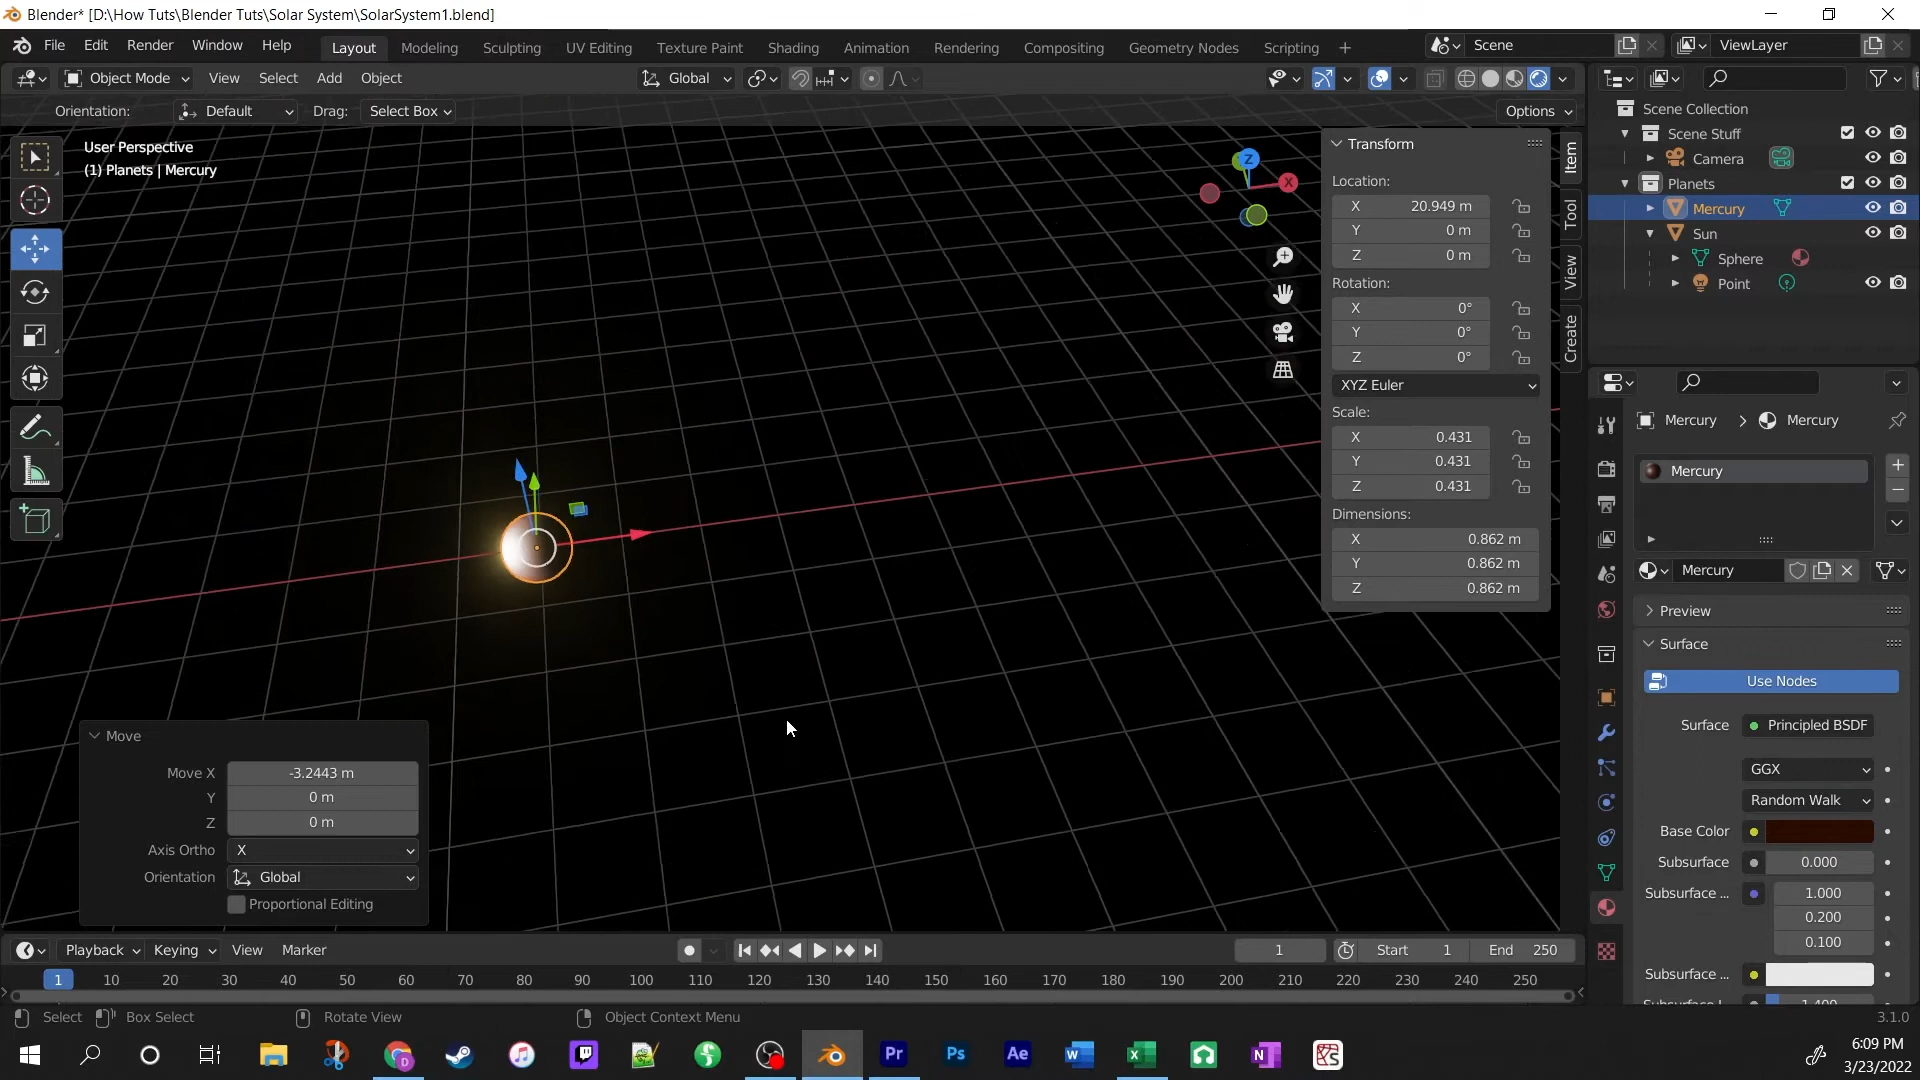 Blender* [D:\How Tuts\Blender Tuts\Solar System\SolarSystem1.blend]
File Edit Render Window Help Layout Modeling Sculpting UV Editing Texture Paint Shading Animation Rendering Compositing Geometry Nodes Scripting + Scene ViewLayer
Object Mode View Select Add Object Global
Orientation: Default Drag: Select Box Options
Scene Collection
Scene Stuff
Camera
Planets
Mercury
Sun
Sphere
Point
User Perspective
(1) Planets | Mercury
Z
X
Transform
Location:
X 20.949 m
Y 0 m
Z 0 m
Rotation:
X 0°
Y 0°
Z 0°
XYZ Euler
Scale:
X 0.431
Y 0.431
Z 0.431
Dimensions:
X 0.862 m
Y 0.862 m
Z 0.862 m
Item
Tool
View
Create
Mercury > Mercury
Mercury
Mercury
Preview
Surface
Use Nodes
Surface Principled BSDF
GGX
Random Walk
Base Color
Subsurface 0.000
Subsurface ... 1.000
0.200
0.100
Subsurface ...
Move
Move X -3.2443 m
Y 0 m
Z 0 m
Axis Ortho X
Orientation Global
Proportional Editing
Playback Keying View Marker 1 Start 1 End 250
1 10 20 30 40 50 60 70 80 90 100 110 120 130 140 150 160 170 180 190 200 210 220 230 240 250
Select Box Select Rotate View Object Context Menu 3.1.0
Pr Ps Ae
6:09 PM
3/23/2022